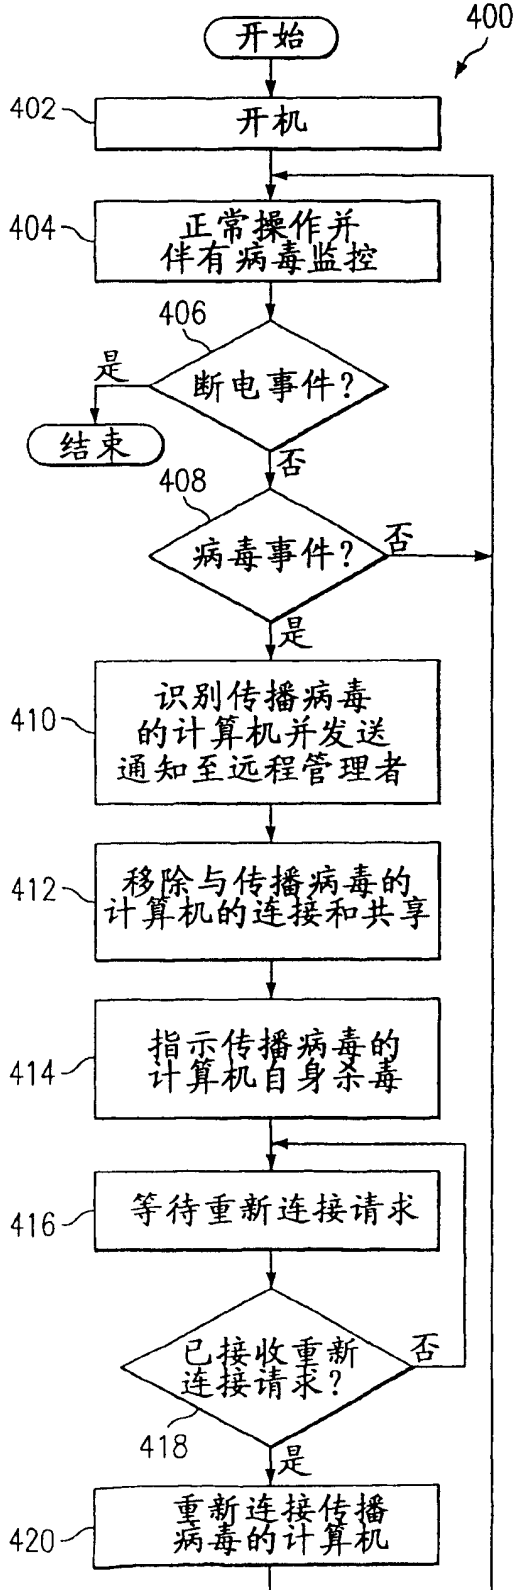 开始
400
402
开机
404
正常操作并
伴有病毒监控
406
断电事件?
是
结束
否
408
病毒事件?
否
是
410
识别传播病毒
的计算机并发送
通知至远程管理者
412
移除与传播病毒的
计算机的连接和共享
414
指示传播病毒的
计算机自身杀毒
416
等待重新连接请求
已接收重新
连接请求?
否
418
是
420
重新连接传播
病毒的计算机